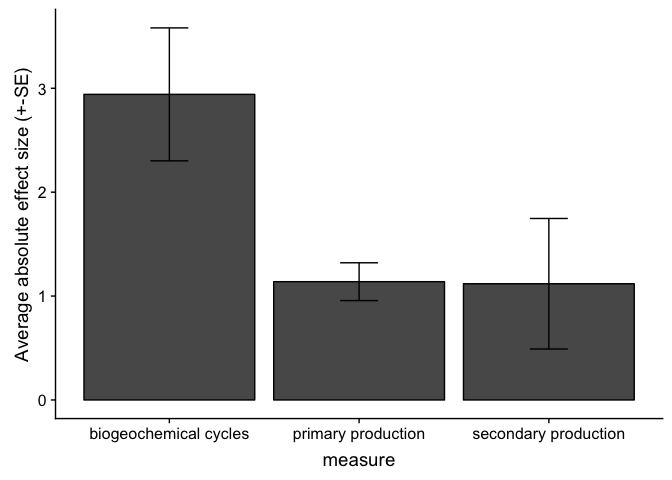 Average absolute effect size (+-SE)
3
2
1
0
biogeochemical cycles primary production secondary production
measure